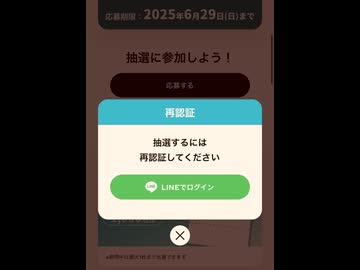 応募期限：2025年6月29日(日)まで
抽選に参加しよう！
応募する
再認証
抽選するには
再認証してください
LINE
LINEでログイン